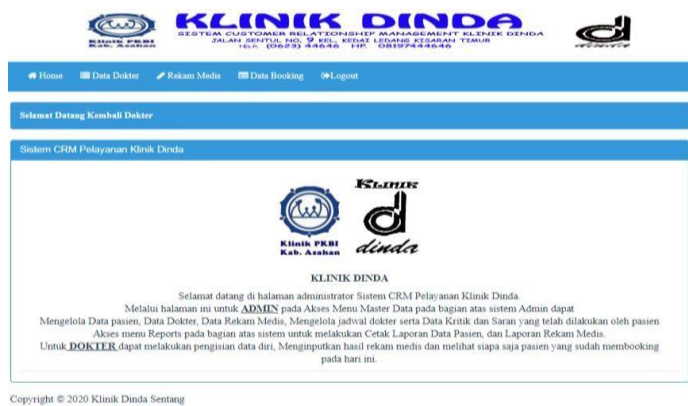 Klinik PKBI
Kab. Asahan
KLINIK DINDA
SISTEM CUSTOMER RELATIONSHIP MANAGEMENT KLINIK DINDA
JALAN SENTUL NO, 9 KEL, KEDAI LEDANG KISARAN TIMUR
TELP. (0623) 44646 HP. 08197444646
dinda
Home Data Dokter Rekam Medis Data Booking Logout
Selamat Datang Kembali Dokter
Sistem CRM Pelayanan Klinik Dinda
KLINIK
Klinik PKBI
Kab. Asahan
dinda
KLINIK DINDA
Selamat datang di halaman administrator Sistem CRM Pelayanan Klinik Dinda.
Melalui halaman ini untuk ADMIN pada Akses Menu Master Data pada bagian atas sistem Admin dapat
Mengelola Data pasien, Data Dokter, Data Rekam Medis, Mengelola jadwal dokter serta Data Kritik dan Saran yang telah dilakukan oleh pasien
Akses menu Reports pada bagian atas sistem untuk melakukan Cetak Laporan Data Pasien, dan Laporan Rekam Medis.
Untuk DOKTER dapat melakukan pengisian data diri, Menginputkan hasil rekam medis dan melihat siapa saja pasien yang sudah membooking
pada hari ini.
Copyright © 2020 Klinik Dinda Sentang